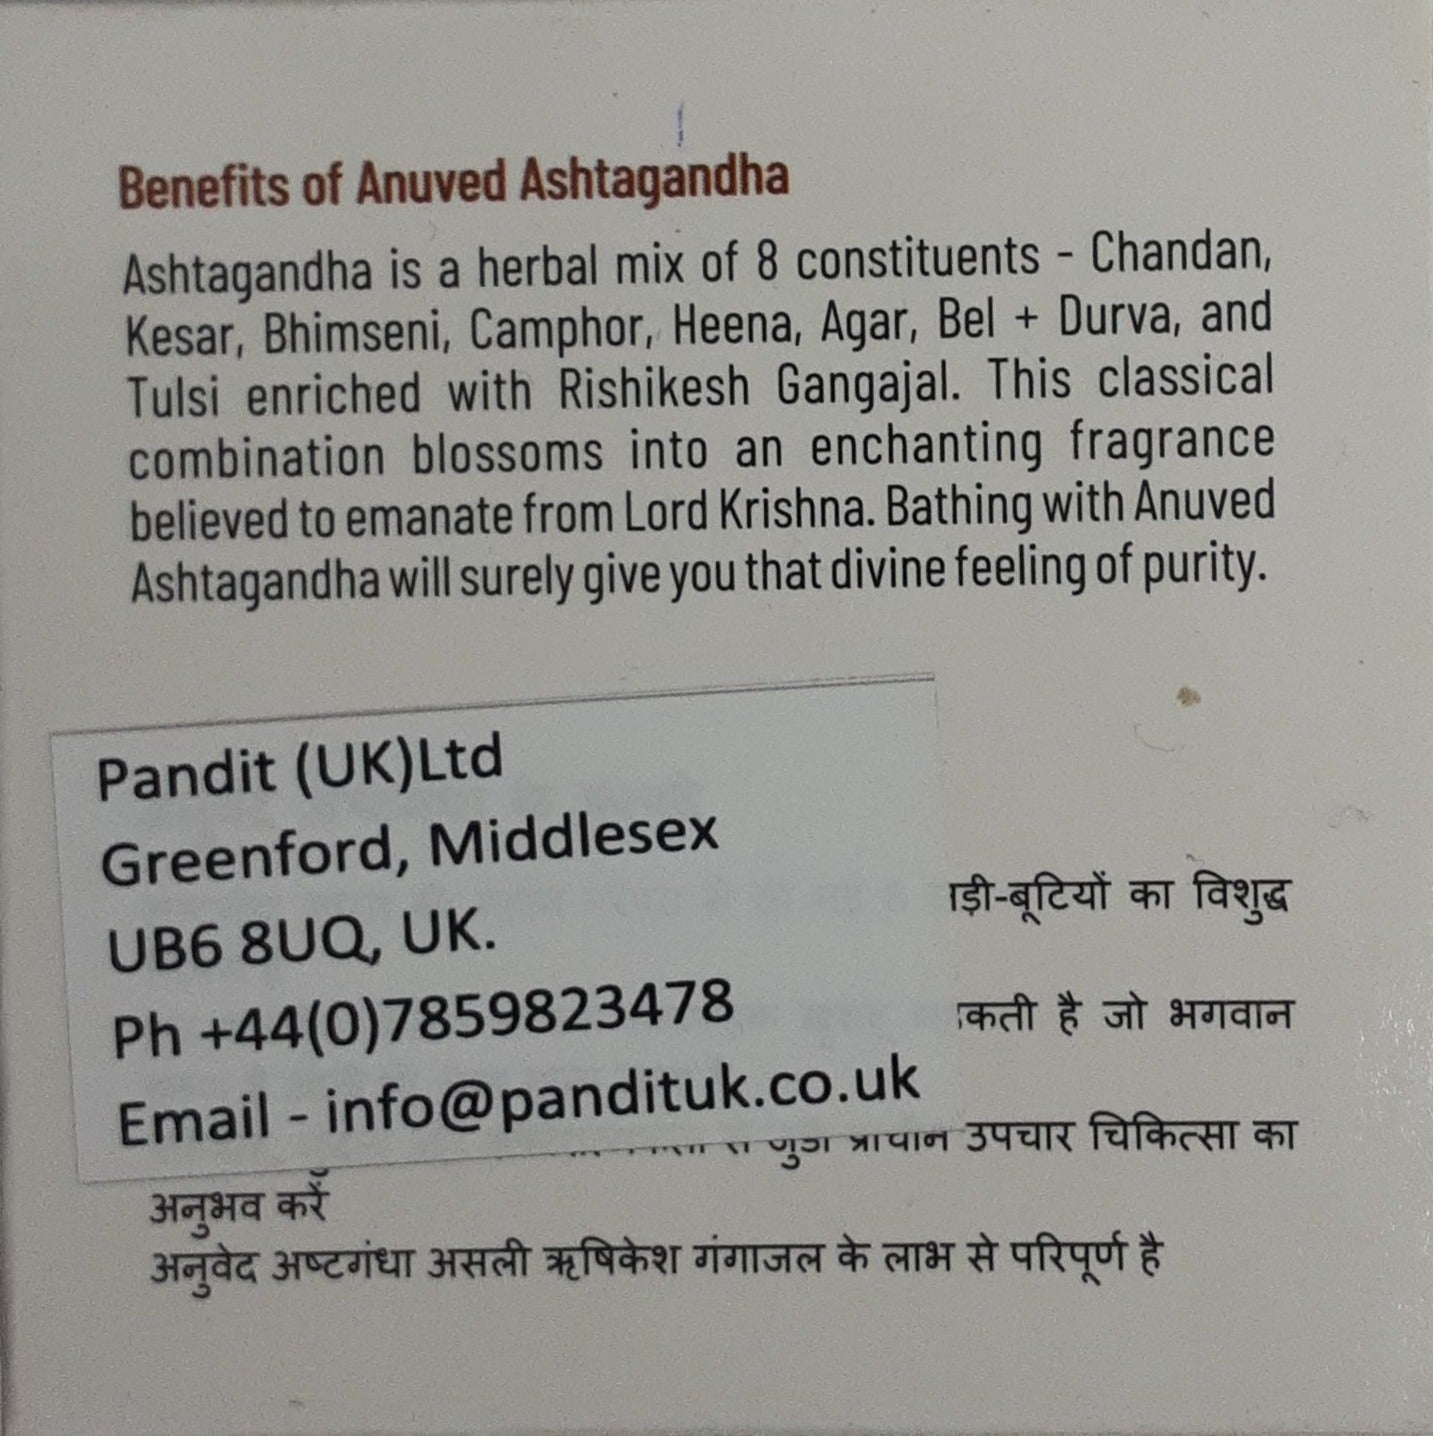 Benefits of Anuved Ashtagandha
Ashtagandha is a herbal mix of 8 constituents - Chandan,
Kesar, Bhimseni, Camphor, Heena, Agar, Bel + Durva, and
Tulsi enriched with Rishikesh Gangajal. This classical
combination blossoms into an enchanting fragrance
believed to emanate from Lord Krishna. Bathing with Anuved
Ashtagandha will surely give you that divine feeling of purity.
Pandit (UK)Ltd
Greenford, Middlesex
UB6 8UQ, UK.
Ph +44(0)7859823478
Email - info@pandituk.co.uk
का विशुद्ध
है जो भगवान
उपचार चिकित्सा का
अनुभव करें
अनुवेद अष्टगंधा असली ऋषिकेश गंगाजल के लाभ से परिपूर्ण है